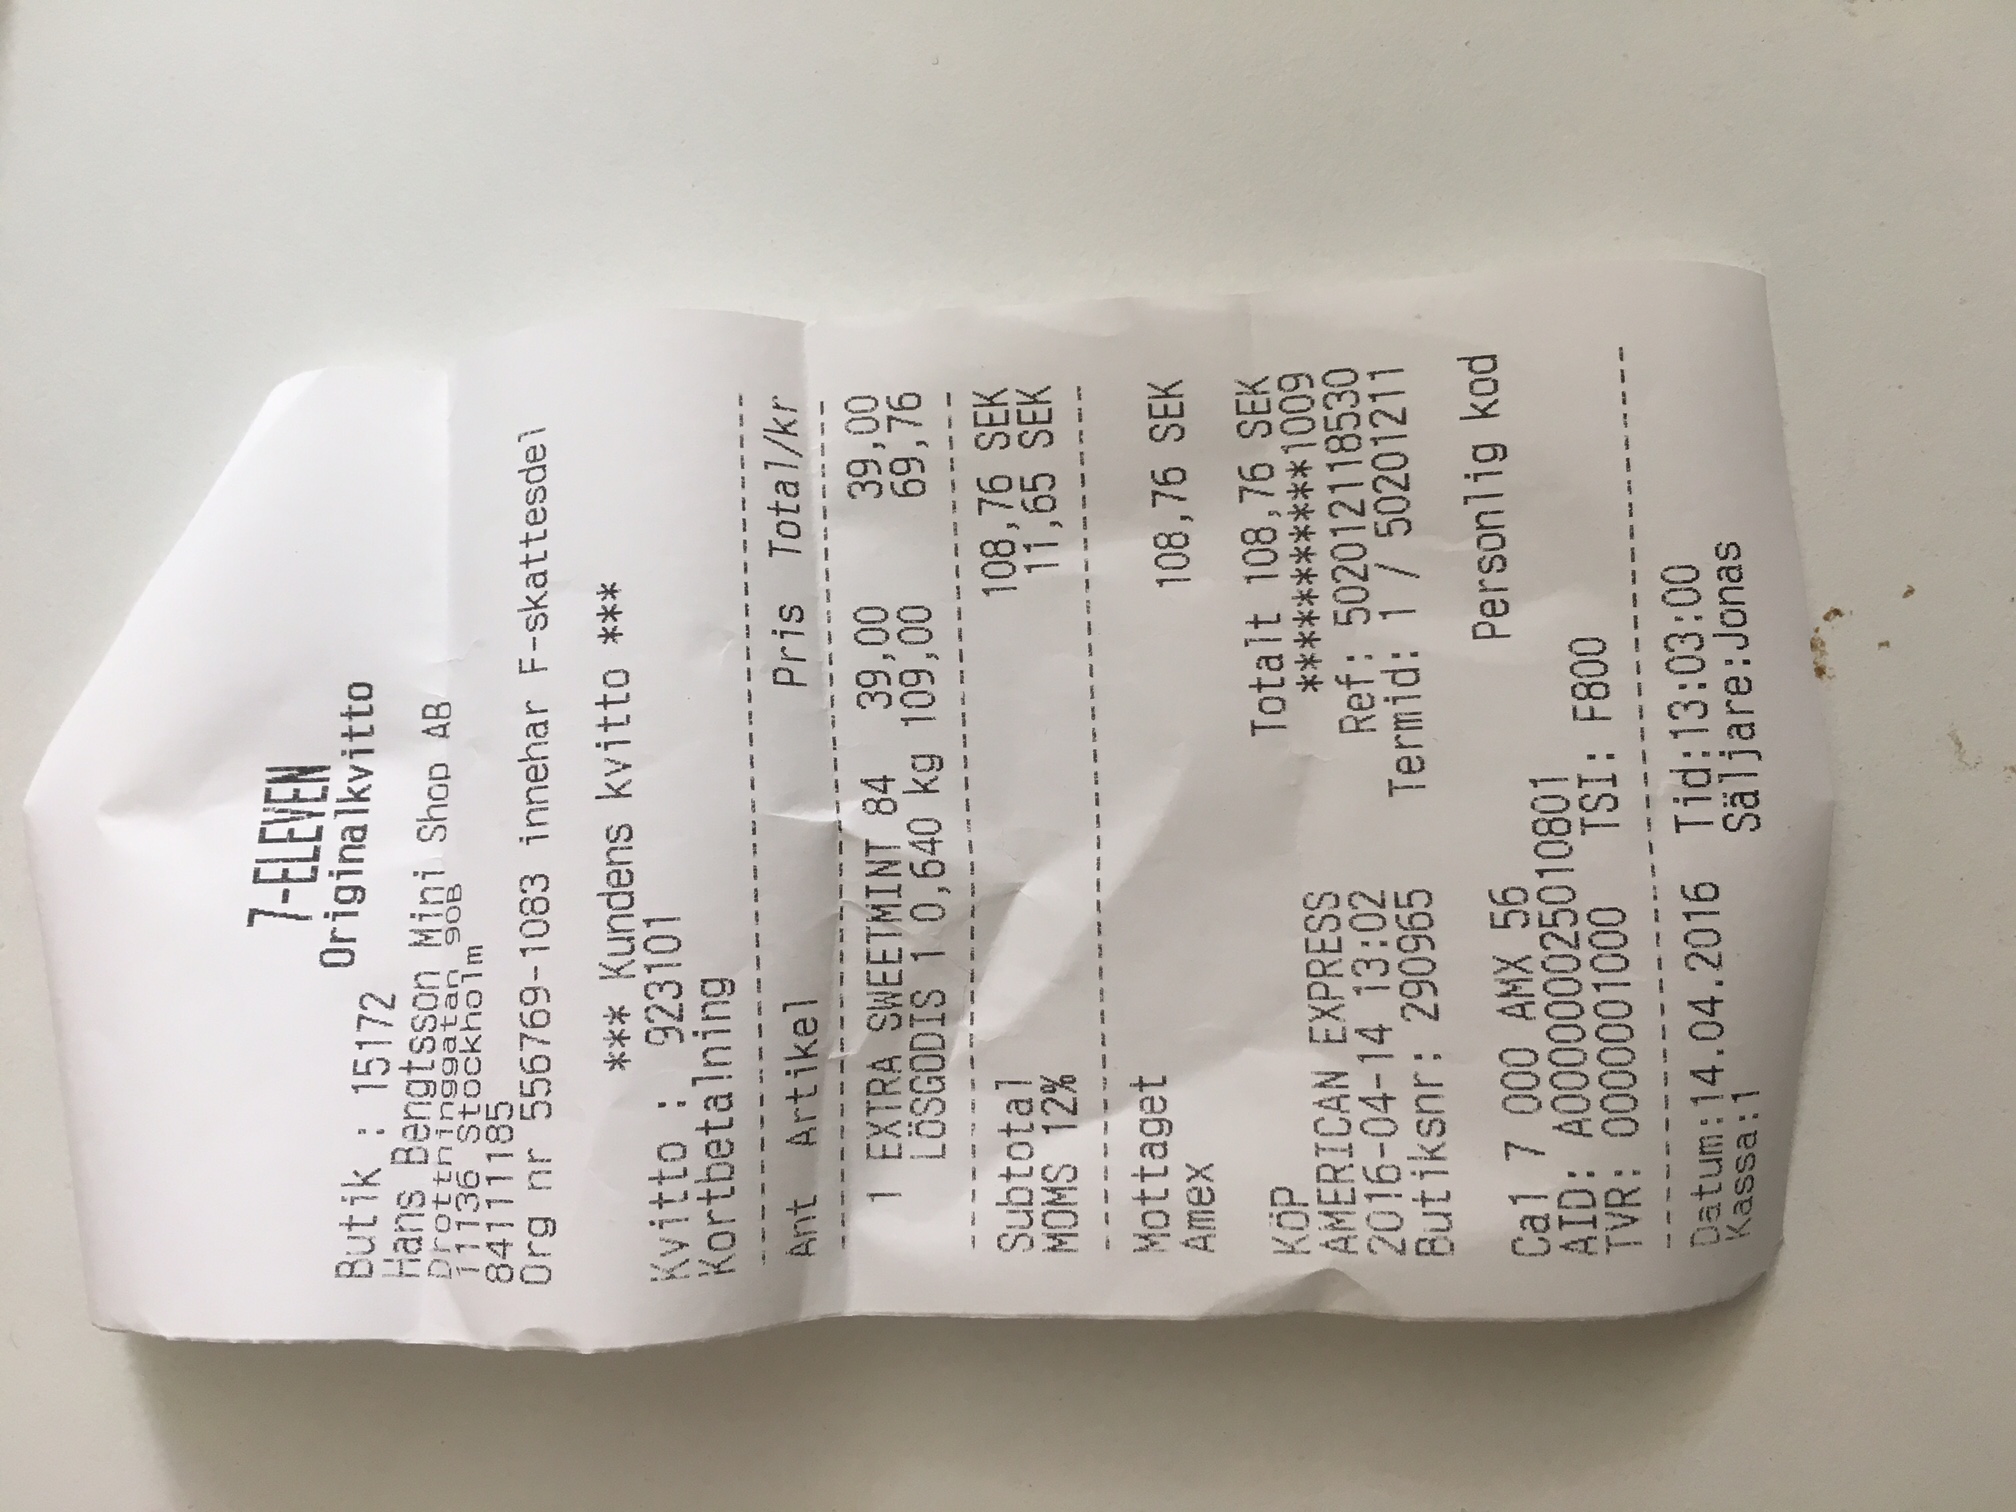 7-ELEVEN
Originalkvitto
Butik : 15172
Hans Bengtsson Mini Shop AB
Drottninggatan 90B
11136 Stockholm
84111185
Org nr 556769-1083 innehar F-skattesdel
*** Kundens kvitto ***
Kvitto : 923101
Kortbetalning
Ant Artikel Pris Total/kr
1 EXTRA SWEETMINT 84 39,00 39,00
LÖSGODIS 1 0,640 kg 109,00 69,76
Subtotal 108,76 SEK
MOMS 12% 11,65 SEK
Mottaget
Amex 108,76 SEK
Totalt 108,76 SEK
KÖP ***********1009
AMERICAN EXPRESS Ref: 502012118530
2016-04-14 13:02 Termid: 1 / 50201211
Butiksnr: 290965
Personlig kod
Ca1 7 000 AMX 56
AID: A000000025010801
TVR: 0000001000 TSI: F800
Datum:14.04.2016 Tid:13:03:00
Kassa:1 Säljare:Jonas